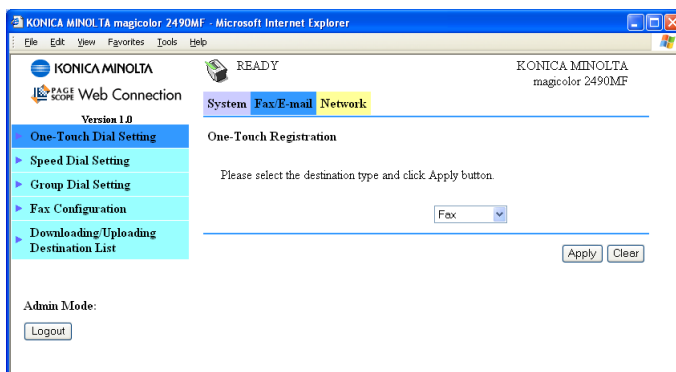 KONICA MINOLTA magicolor 2490MF - Microsoft Internet Explorer
File Edit View Favorites Tools Help
KONICA MINOLTA
PAGE SCOPE Web Connection
Version 1.0
READY
KONICA MINOLTA
magicolor 2490MF
System Fax/E-mail Network
One-Touch Dial Setting
Speed Dial Setting
Group Dial Setting
Fax Configuration
Downloading/Uploading
Destination List
Admin Mode:
Logout
One-Touch Registration
Please select the destination type and click Apply button.
Fax
Apply Clear